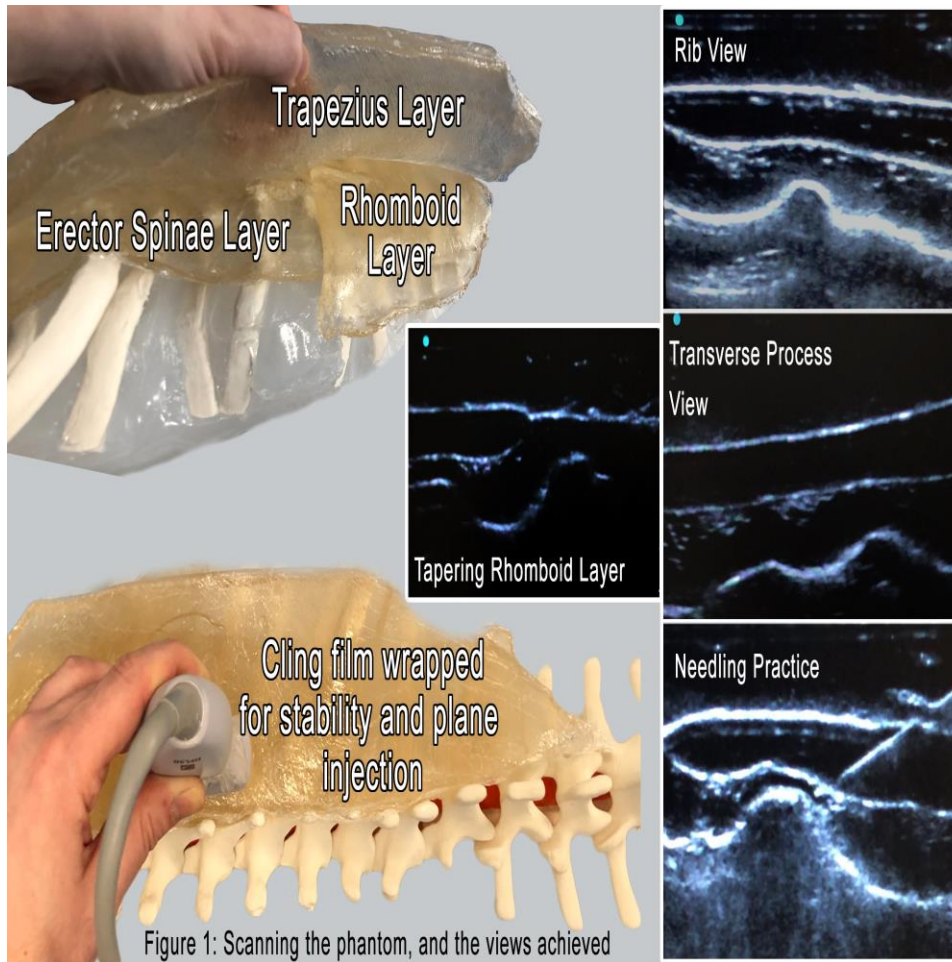 Trapezius Layer
Rhomboid
Layer
Erector Spinae Layer
Rib View
Transverse Process
View
Tapering Rhomboid Layer
Cling film wrapped
for stability and plane
injection
Needling Practice
Figure 1: Scanning the phantom, and the views achieved